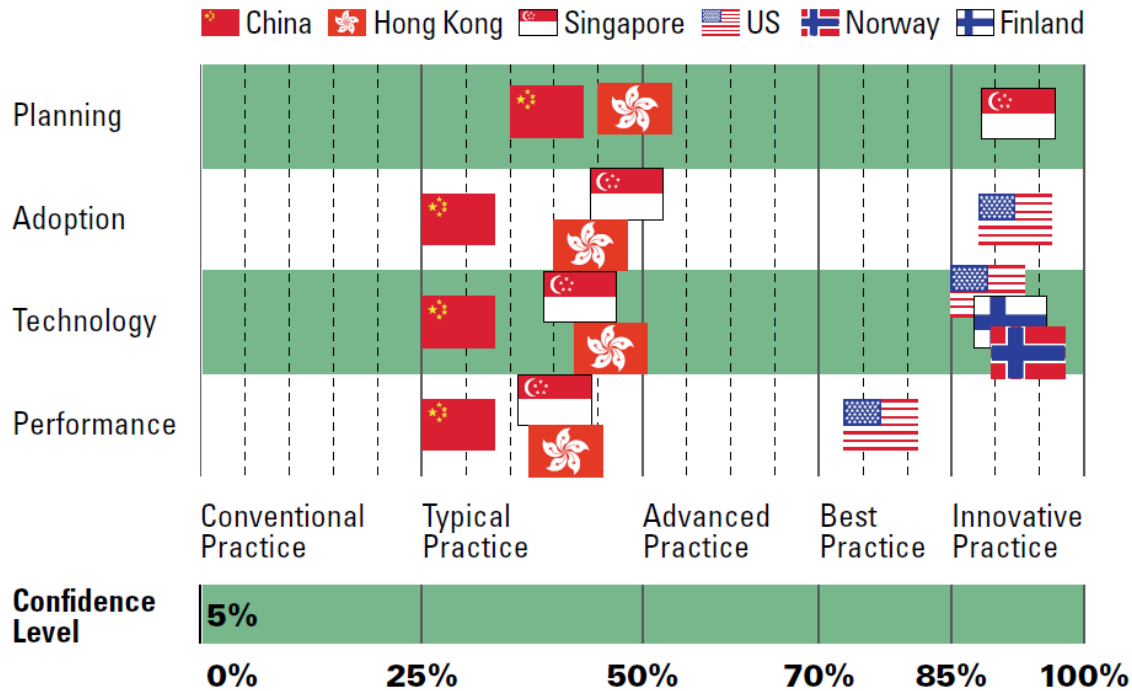 China Hong Kong Singapore US Norway Finland
Planning
Adoption
Technology
Performance
Conventional
Practice
Typical
Practice
Advanced
Practice
Best
Practice
Innovative
Practice
Confidence
Level
5%
0% 25% 50% 70% 85% 100%